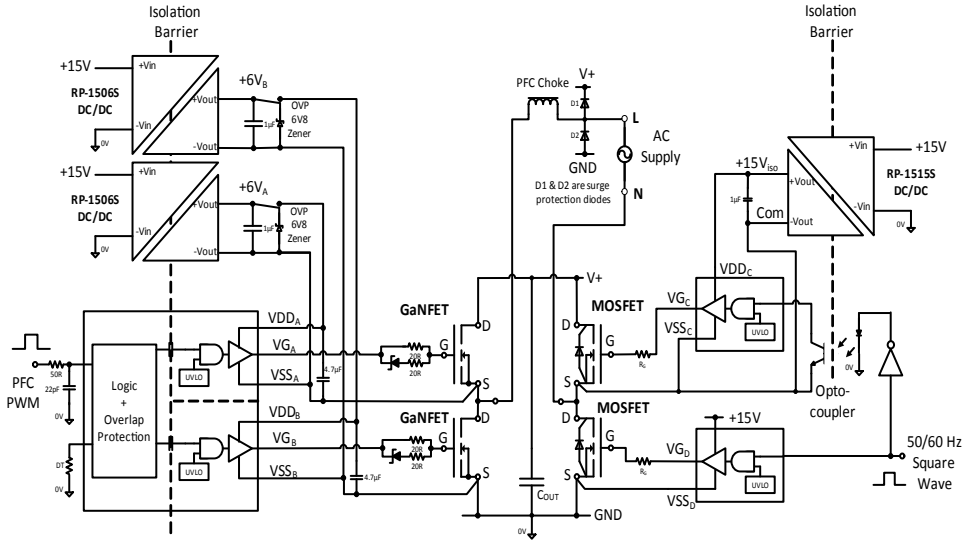 Isolation
Barrier
+15V
+Vin
RP-1506S
DC/DC
-Vin
0V
+Vout
-Vout
+6VB
1µF
OVP
6V8
Zener
+15V
+Vin
RP-1506S
DC/DC
-Vin
0V
+Vout
-Vout
+6VA
1µF
OVP
6V8
Zener
PFC Choke
V+
D1
D2
GND
D1 & D2 are surge
protection diodes
L
AC
Supply
N
Isolation
Barrier
+15Viso
1µF
Com
+Vout
-Vout
+Vin
-Vin
+15V
RP-1515S
DC/DC
0V
PFC
PWM
50R
22pF
0V
DT
0V
Logic
+
Overlap
Protection
UVLO
VDDA
VGA
VSSA
4.7µF
20R
20R
GaNFET
D
G
S
UVLO
VDDB
VGB
VSSB
4.7µF
20R
20R
GaNFET
D
G
S
V+
COUT
0V
GND
MOSFET
D
G
S
RG
VDDC
VGC
VSSC
UVLO
Opto-
coupler
MOSFET
D
G
S
RG
+15V
VGD
VSSD
UVLO
50/60 Hz
Square
Wave